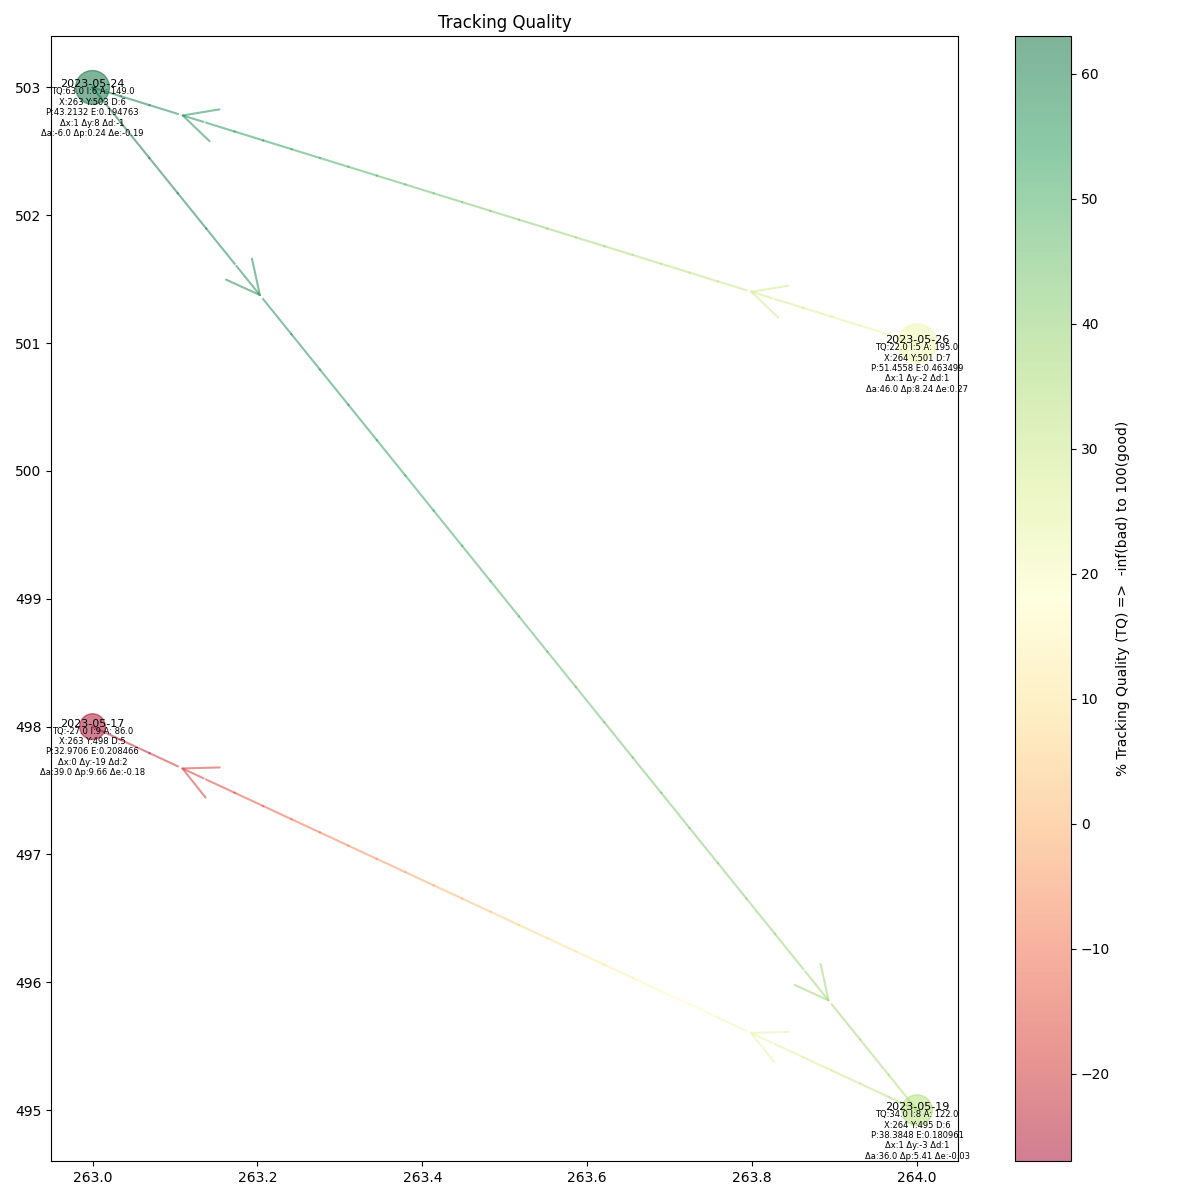 Tracking Quality
503
502
501
500
499
498
497
496
495
2023-05-24
TQ:63.0 I:6 A: 149.0
X:263 Y:503 D:6
P:43.2132 E:0.194763
Δx:1 Δy:8 Δd:-1
Δa:-6.0 Δp:0.24 Δe:-0.19
2023-05-26
TQ:22.0 I:5 A: 195.0
X:264 Y:501 D:7
P:51.4558 E:0.463499
Δx:1 Δy:-2 Δd:1
Δa:46.0 Δp:8.24 Δe:0.27
2023-05-17
TQ:-27.0 I:9 A: 86.0
X:263 Y:498 D:5
P:32.9706 E:0.208466
Δx:0 Δy:-19 Δd:2
Δa:39.0 Δp:9.66 Δe:-0.18
2023-05-19
TQ:34.0 I:8 A: 122.0
X:264 Y:495 D:6
P:38.3848 E:0.180961
Δx:1 Δy:-3 Δd:1
Δa:36.0 Δp:5.41 Δe:-0.03
263.0 263.2 263.4 263.6 263.8 264.0
60
50
40
30
20
10
0
−10
−20
% Tracking Quality (TQ) => -inf(bad) to 100(good)